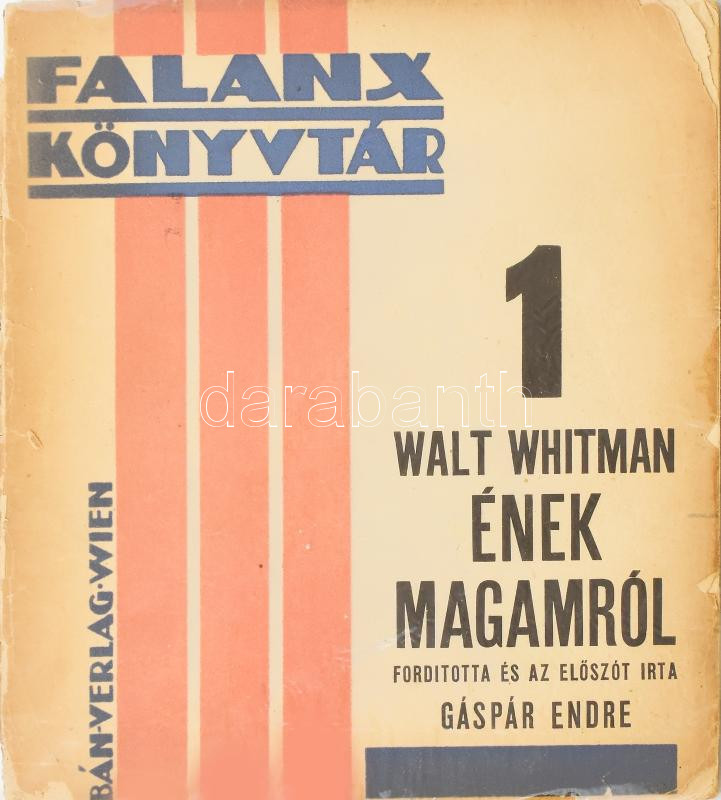 FALANX
KÖNYVTÁR
1
WALT WHITMAN
ÉNEK
MAGAMRÓL
FORDITOTTA ÉS AZ ELŐSZÓT IRTA
GÁSPÁR ENDRE
BÁN-VERLAG·WIEN
darabanth